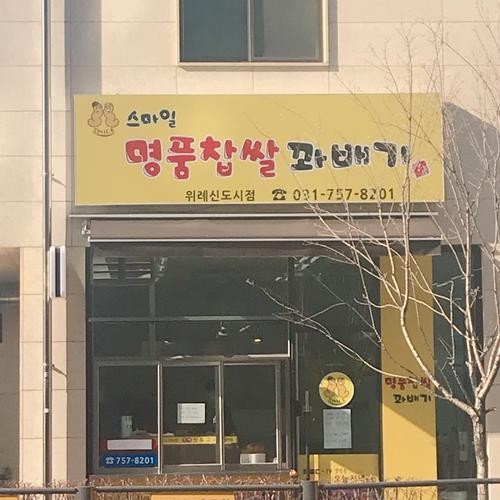 스마일
명품찹쌀 꽈배기
위례신도시점 ☎ 031-757-8201
명품찹쌀
꽈배기
☎ 757-8201